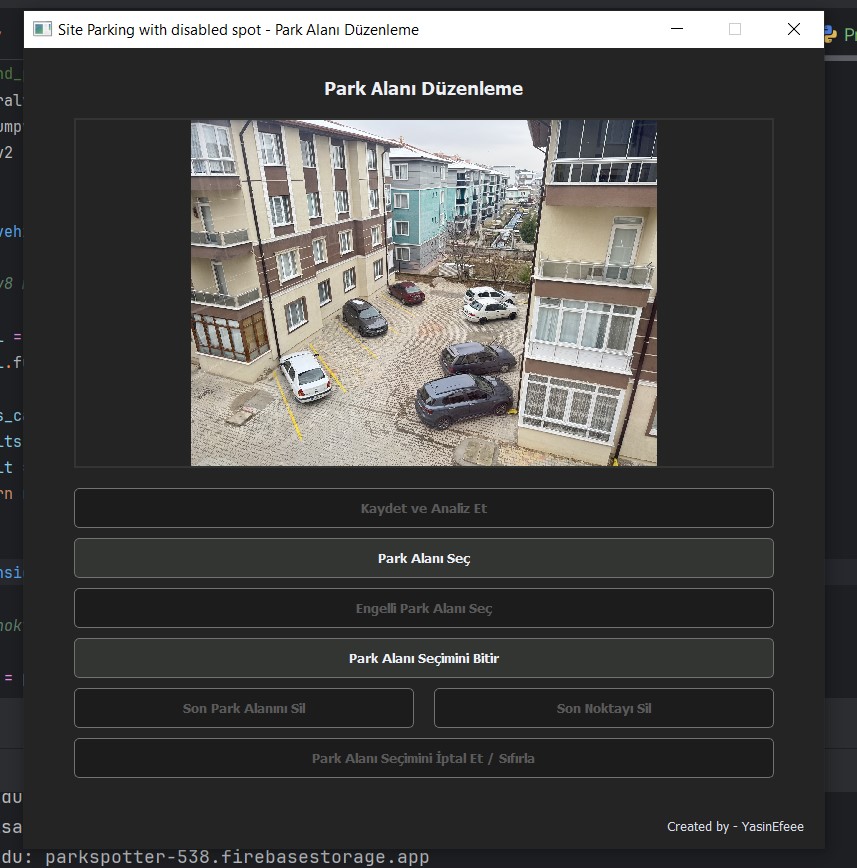 Site Parking with disabled spot - Park Alanı Düzenleme
Park Alanı Düzenleme
Kaydet ve Analiz Et
Park Alanı Seç
Engelli Park Alanı Seç
Park Alanı Seçimini Bitir
Son Park Alanını Sil
Son Noktayı Sil
Park Alanı Seçimini İptal Et / Sıfırla
Created by - YasinEfeee
du: parkspotter-538.firebasestorage.app